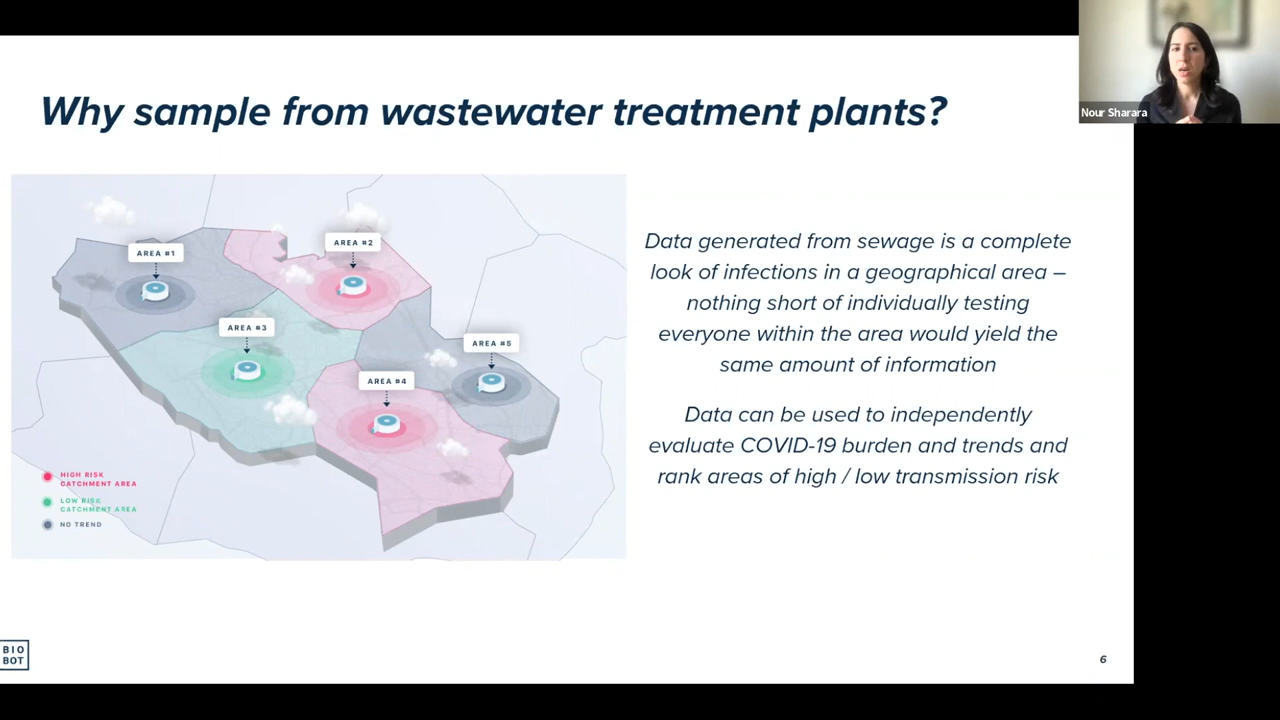 Why sample from wastewater treatment plants?
Nour Sharara
AREA #1
AREA #2
AREA #3
AREA #4
AREA #5
HIGH RISK
CATCHMENT AREA
LOW RISK
CATCHMENT AREA
NO TREND
Data generated from sewage is a complete
look of infections in a geographical area –
nothing short of individually testing
everyone within the area would yield the
same amount of information
Data can be used to independently
evaluate COVID-19 burden and trends and
rank areas of high / low transmission risk
BIO
BOT
6